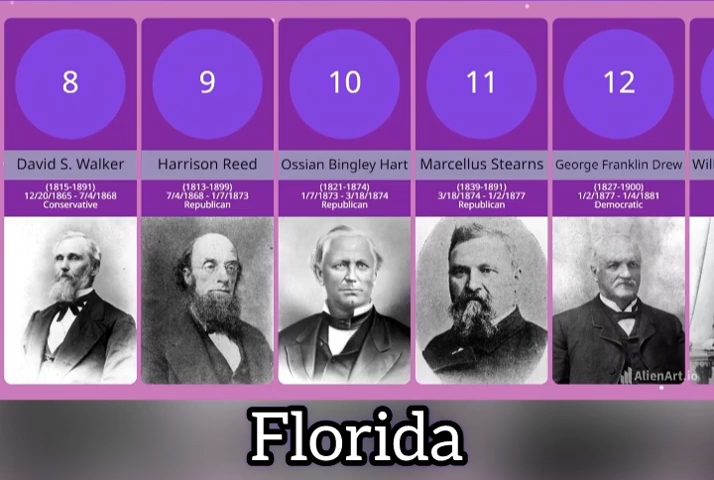 8
David S. Walker
(1815-1891)
12/20/1865 - 7/4/1868
Conservative
9
Harrison Reed
(1813-1899)
7/4/1868 - 1/7/1873
Republican
10
Ossian Bingley Hart
(1821-1874)
1/7/1873 - 3/18/1874
Republican
11
Marcellus Stearns
(1839-1891)
3/18/1874 - 1/2/1877
Republican
12
George Franklin Drew
(1827-1900)
1/2/1877 - 1/4/1881
Democratic
Will
AlienArt.io
Florida